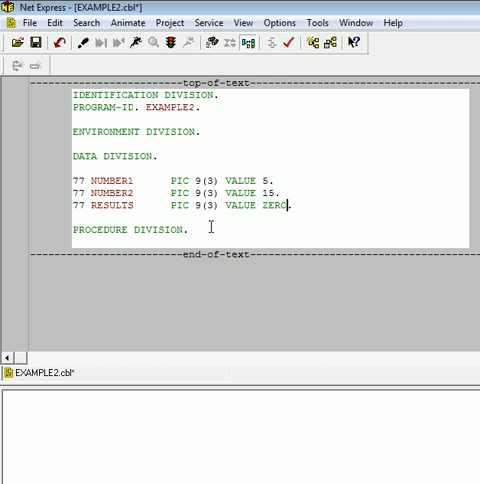 Net Express - [EXAMPLE2.cbl*]
File Edit Search Animate Project Service View Options Tools Window Help
------------------------top-of-text------------------------
IDENTIFICATION DIVISION.
PROGRAM-ID. EXAMPLE2.
ENVIRONMENT DIVISION.
DATA DIVISION.
77 NUMBER1 PIC 9(3) VALUE 5.
77 NUMBER2 PIC 9(3) VALUE 15.
77 RESULTS PIC 9(3) VALUE ZERO.
PROCEDURE DIVISION.
------------------------end-of-text------------------------
EXAMPLE2.cbl*